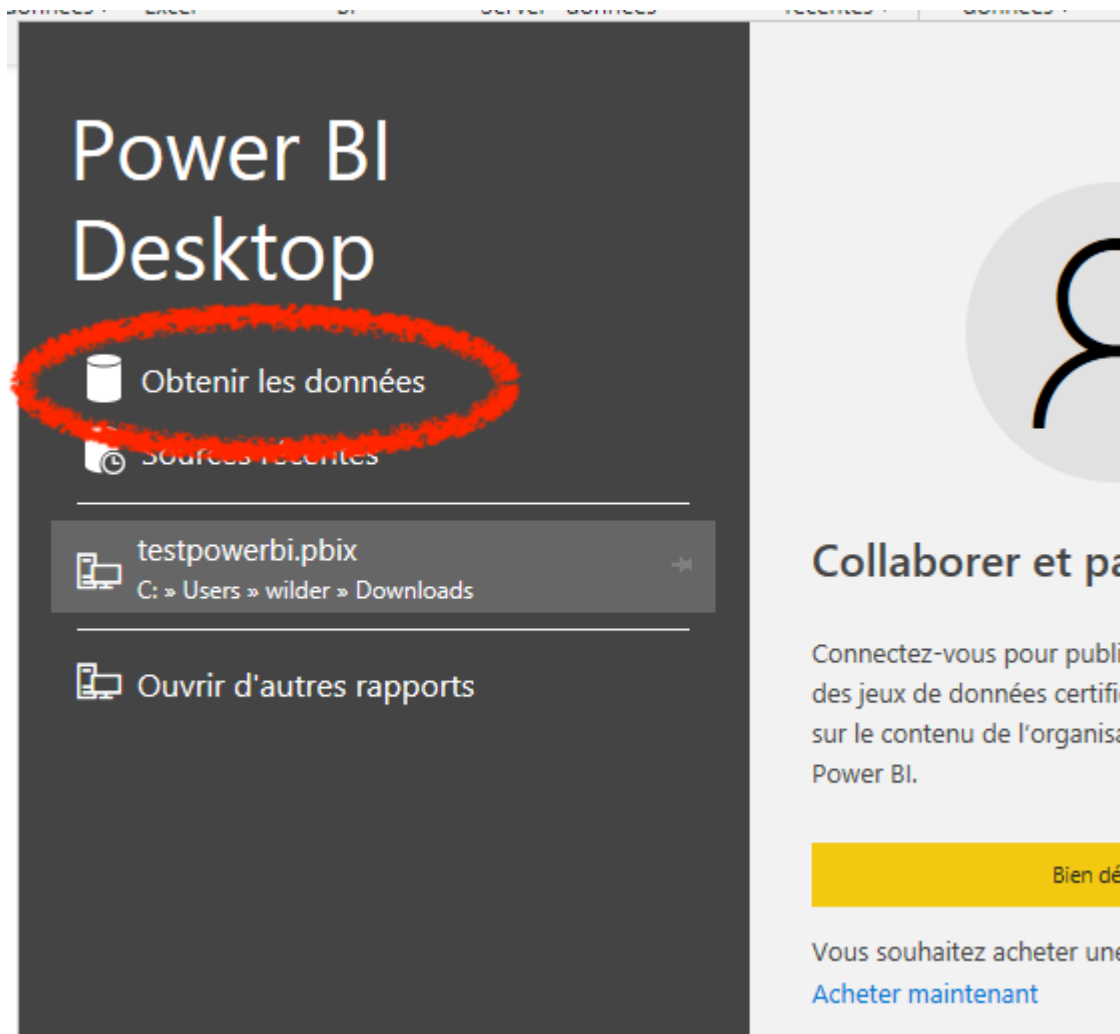 Power BI
Desktop
Obtenir les données
Sources récentes
testpowerbi.pbix
C: » Users » wilder » Downloads
Ouvrir d'autres rapports
Collaborer et pa
Connectez-vous pour publi
des jeux de données certifi
sur le contenu de l'organisa
Power BI.
Bien dé
Vous souhaitez acheter une
Acheter maintenant